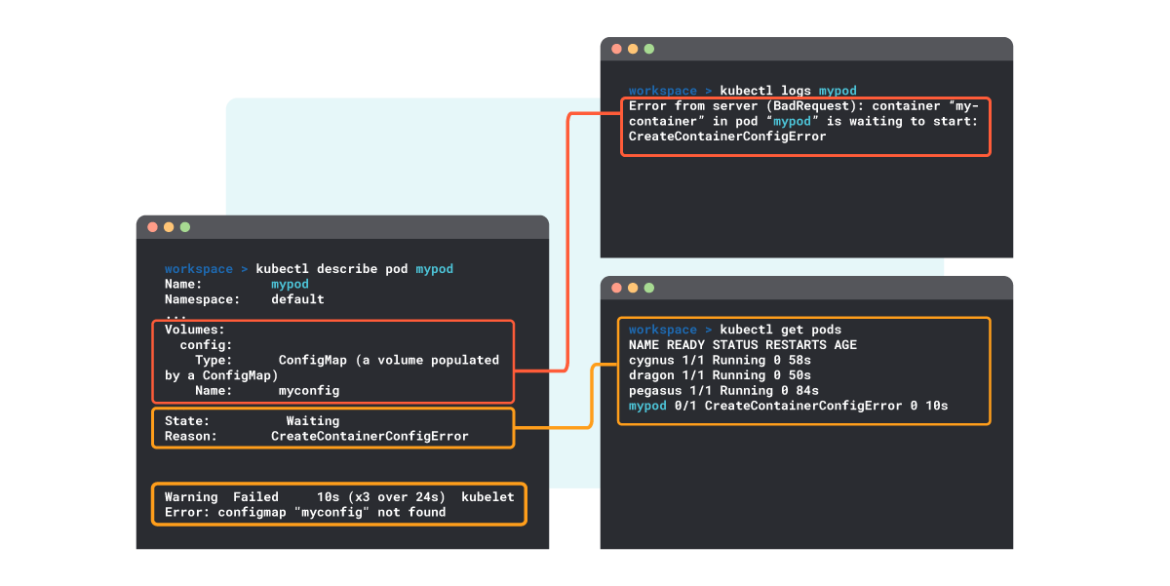 workspace > kubectl describe pod mypod
Name: mypod
Namespace: default
...
Volumes:
config:
Type: ConfigMap (a volume populated
by a ConfigMap)
Name: myconfig
State: Waiting
Reason: CreateContainerConfigError
Warning Failed 10s (x3 over 24s) kubelet
Error: configmap "myconfig" not found
workspace > kubectl logs mypod
Error from server (BadRequest): container “my-
container” in pod “mypod” is waiting to start:
CreateContainerConfigError
workspace > kubectl get pods
NAME READY STATUS RESTARTS AGE
cygnus 1/1 Running 0 58s
dragon 1/1 Running 0 50s
pegasus 1/1 Running 0 84s
mypod 0/1 CreateContainerConfigError 0 10s